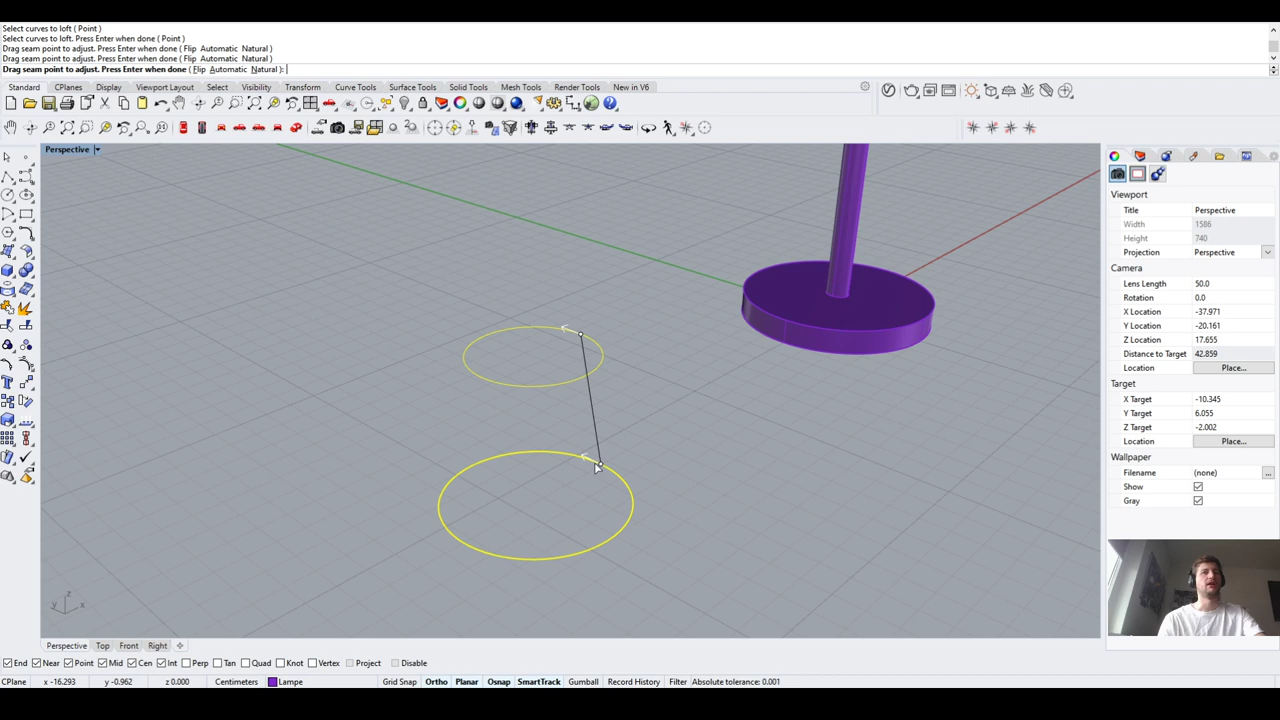 Select curves to loft ( Point )
Select curves to loft. Press Enter when done ( Point )
Drag seam point to adjust. Press Enter when done ( Flip  Automatic  Natural )
Drag seam point to adjust. Press Enter when done ( Flip  Automatic  Natural )
Drag seam point to adjust. Press Enter when done ( Flip  Automatic  Natural ):
Standard CPlanes Display Viewport Layout Select Visibility Transform Curve Tools Surface Tools Solid Tools Mesh Tools Render Tools New in V6
Perspective
Viewport
Title Perspective
Width 1586
Height 740
Projection Perspective
Camera
Lens Length 50.0
Rotation 0.0
X Location -37.971
Y Location -20.161
Z Location 17.655
Distance to Target 42.859
Location Place...
Target
X Target -10.345
Y Target 6.055
Z Target -2.002
Location Place...
Wallpaper
Filename (none) ...
Show
Gray
z
y x
Perspective Top Front Right
End Near Point Mid Cen Int Perp Tan Quad Knot Vertex Project Disable
CPlane x -16.293 y -0.962 z 0.000 Centimeters Lampe Grid Snap Ortho Planar Osnap SmartTrack Gumball Record History Filter Absolute tolerance: 0.001